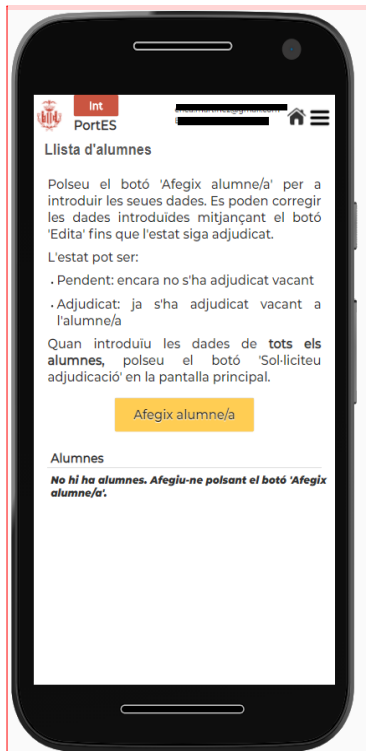 Int
PortES
Llista d'alumnes
Polseu el botó 'Afegix alumne/a' per a
introduir les seues dades. Es poden corregir
les dades introduïdes mitjançant el botó
'Edita' fins que l'estat siga adjudicat.
L'estat pot ser:
• Pendent: encara no s'ha adjudicat vacant
• Adjudicat: ja s'ha adjudicat vacant a
l'alumne/a
Quan introduïu les dades de tots els
alumnes, polseu el botó 'Sol·liciteu
adjudicació' en la pantalla principal.
Afegix alumne/a
Alumnes
No hi ha alumnes. Afegiu-ne polsant el botó 'Afegix
alumne/a'.